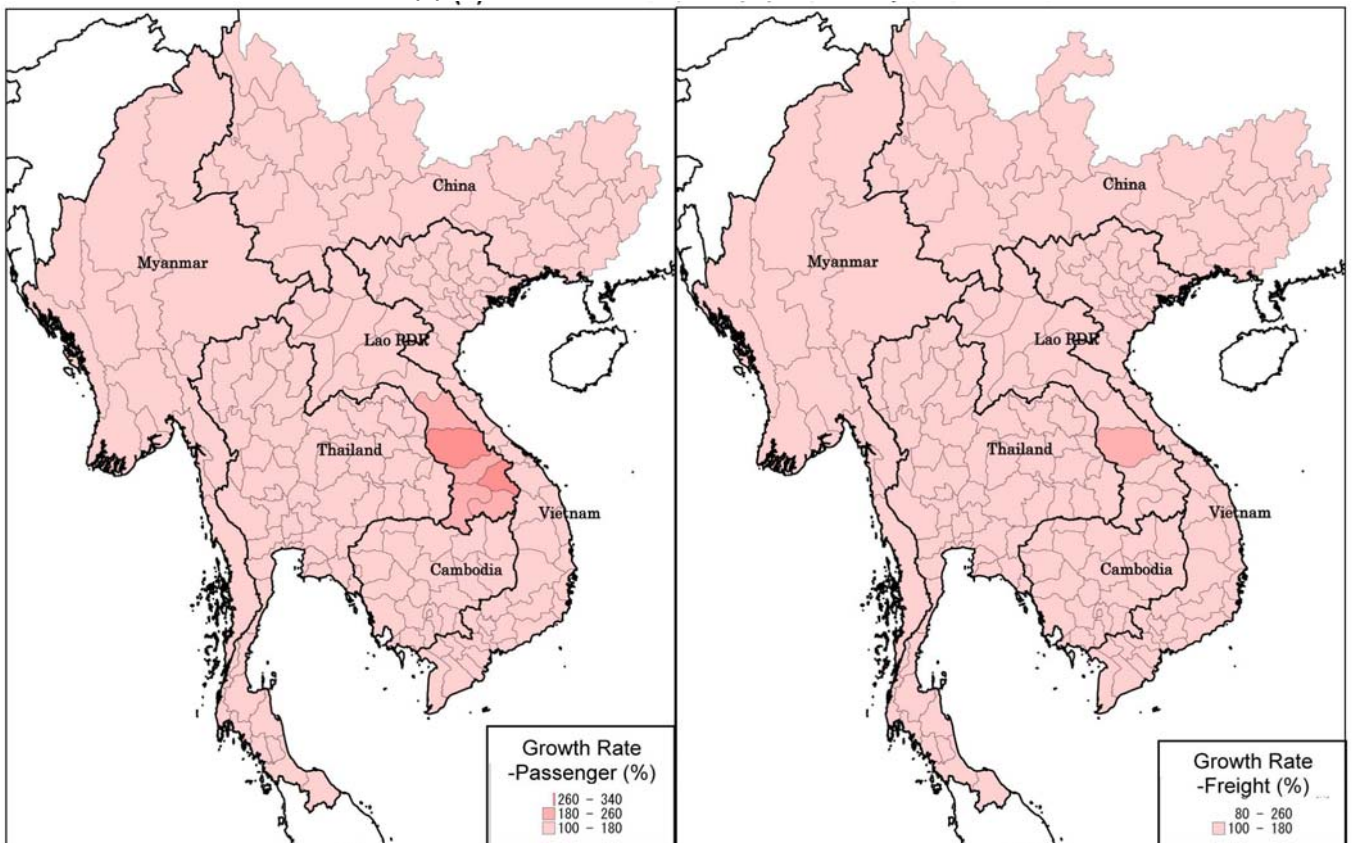 China
Myanmar
Lao PDR
Thailand
Vietnam
Cambodia
Growth Rate
-Passenger (%)
260 - 340
180 - 260
100 - 180
China
Myanmar
Lao PDR
Thailand
Vietnam
Cambodia
Growth Rate
-Freight (%)
80 - 260
100 - 180